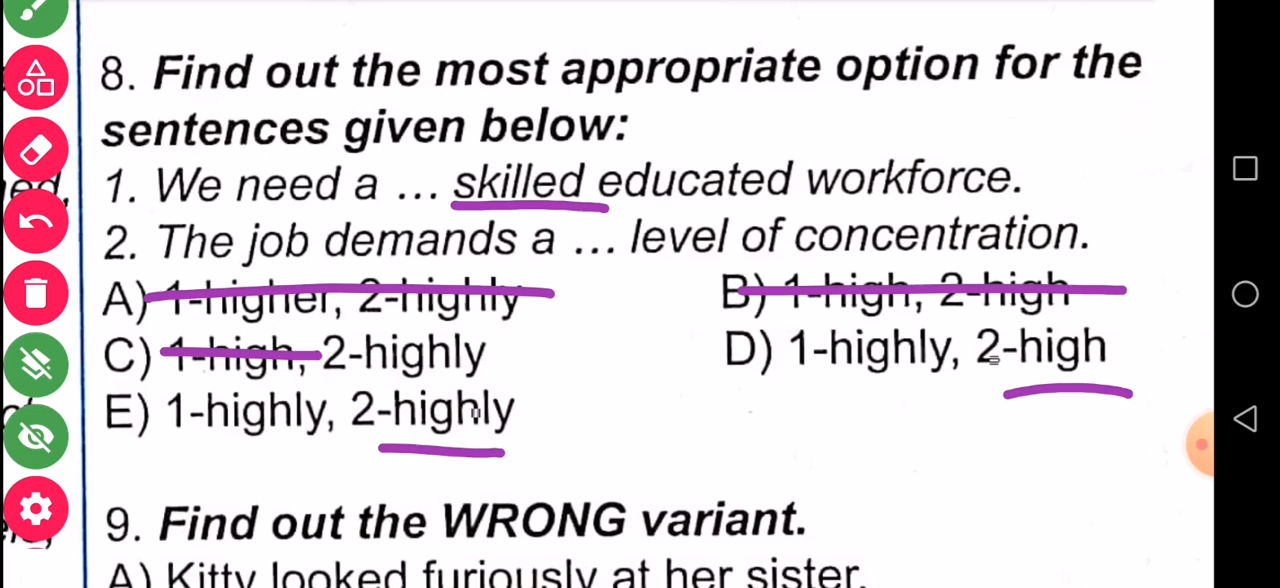 8. Find out the most appropriate option for the
sentences given below:
1. We need a ... skilled educated workforce.
2. The job demands a ... level of concentration.
A) 1-higher, 2-highly
B) 1-high, 2-high
C) 1-high, 2-highly
D) 1-highly, 2-high
E) 1-highly, 2-highly
9. Find out the WRONG variant.
A) Kitty looked furiously at her sister.